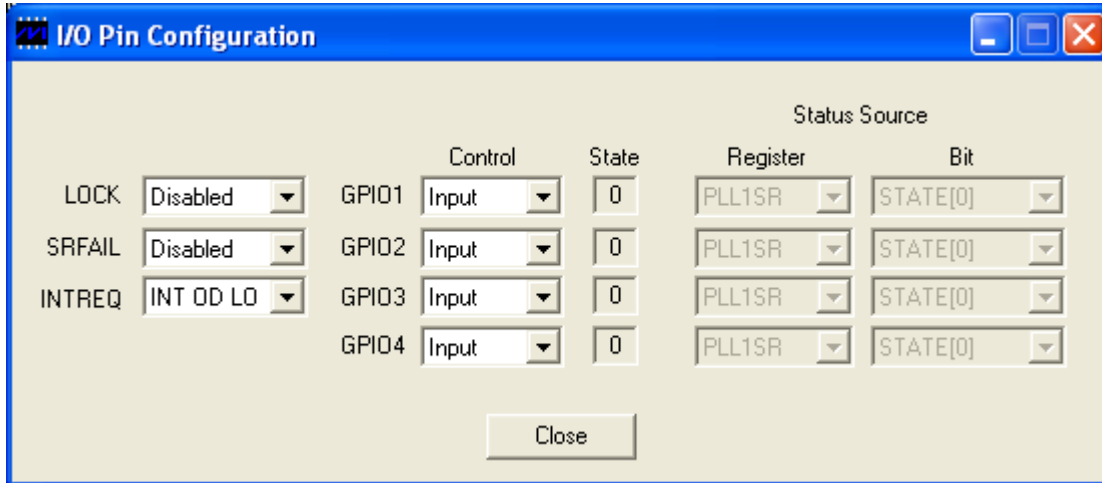 I/O Pin Configuration
Status Source
Control State Register Bit
LOCK Disabled GPIO1 Input 0 PLL1SR STATE[0]
SRFAIL Disabled GPIO2 Input 0 PLL1SR STATE[0]
INTREQ INT OD LO GPIO3 Input 0 PLL1SR STATE[0]
GPIO4 Input 0 PLL1SR STATE[0]
Close